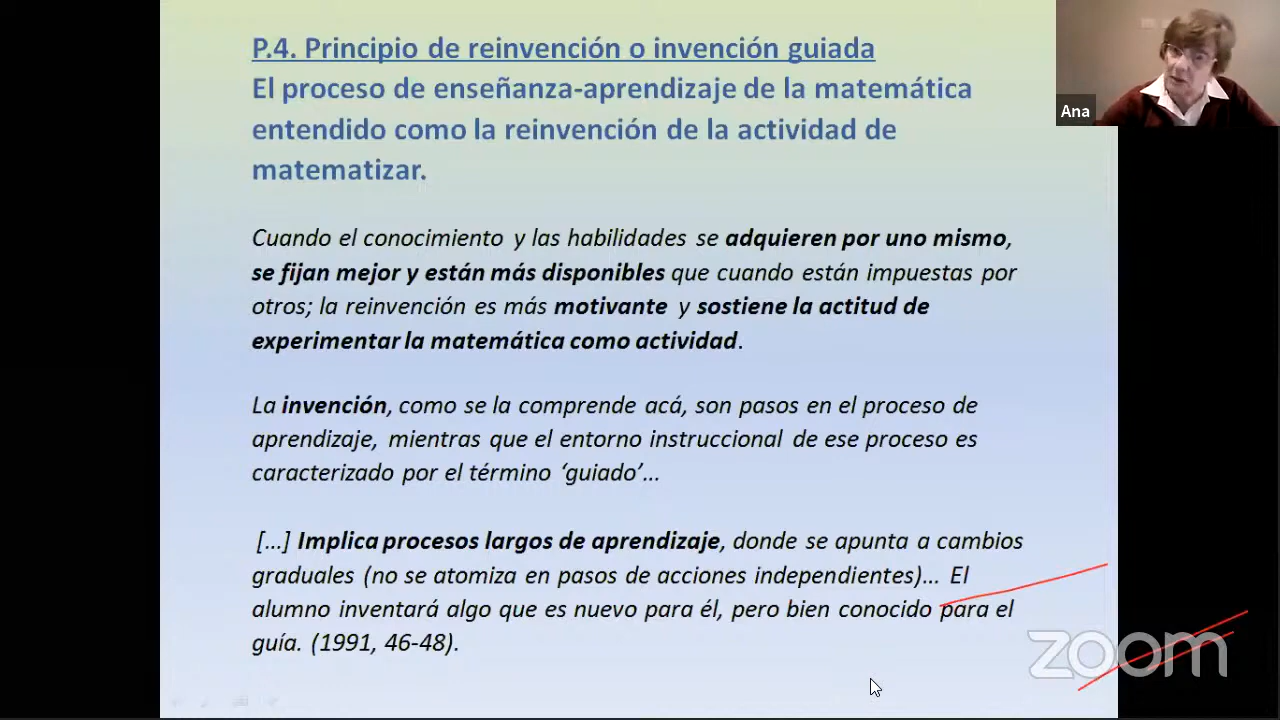 P.4. Principio de reinvención o invención guiada
El proceso de enseñanza-aprendizaje de la matemática
entendido como la reinvención de la actividad de
matematizar.
Ana
Cuando el conocimiento y las habilidades se adquieren por uno mismo,
se fijan mejor y están más disponibles que cuando están impuestas por
otros; la reinvención es más motivante y sostiene la actitud de
experimentar la matemática como actividad.
La invención, como se la comprende acá, son pasos en el proceso de
aprendizaje, mientras que el entorno instruccional de ese proceso es
caracterizado por el término ‘guiado’...
[...] Implica procesos largos de aprendizaje, donde se apunta a cambios
graduales (no se atomiza en pasos de acciones independientes)... El
alumno inventará algo que es nuevo para él, pero bien conocido para el
guía. (1991, 46-48).
zoom